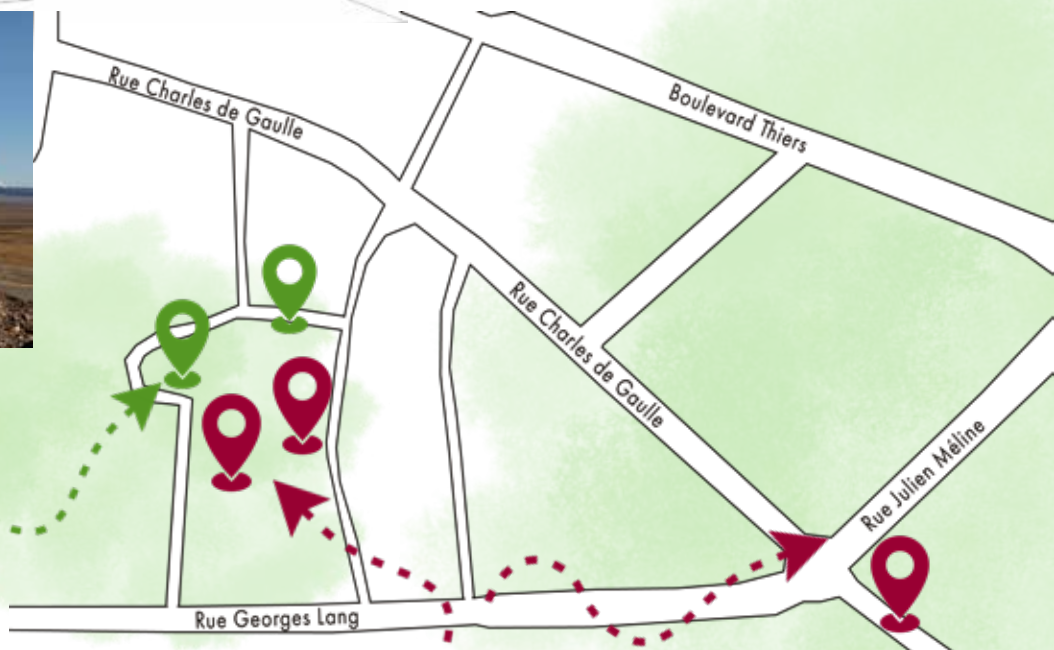 Rue Charles de Gaulle
Boulevard Thiers
Rue Charles de Gaulle
Rue Julien Méline
Rue Georges Lang